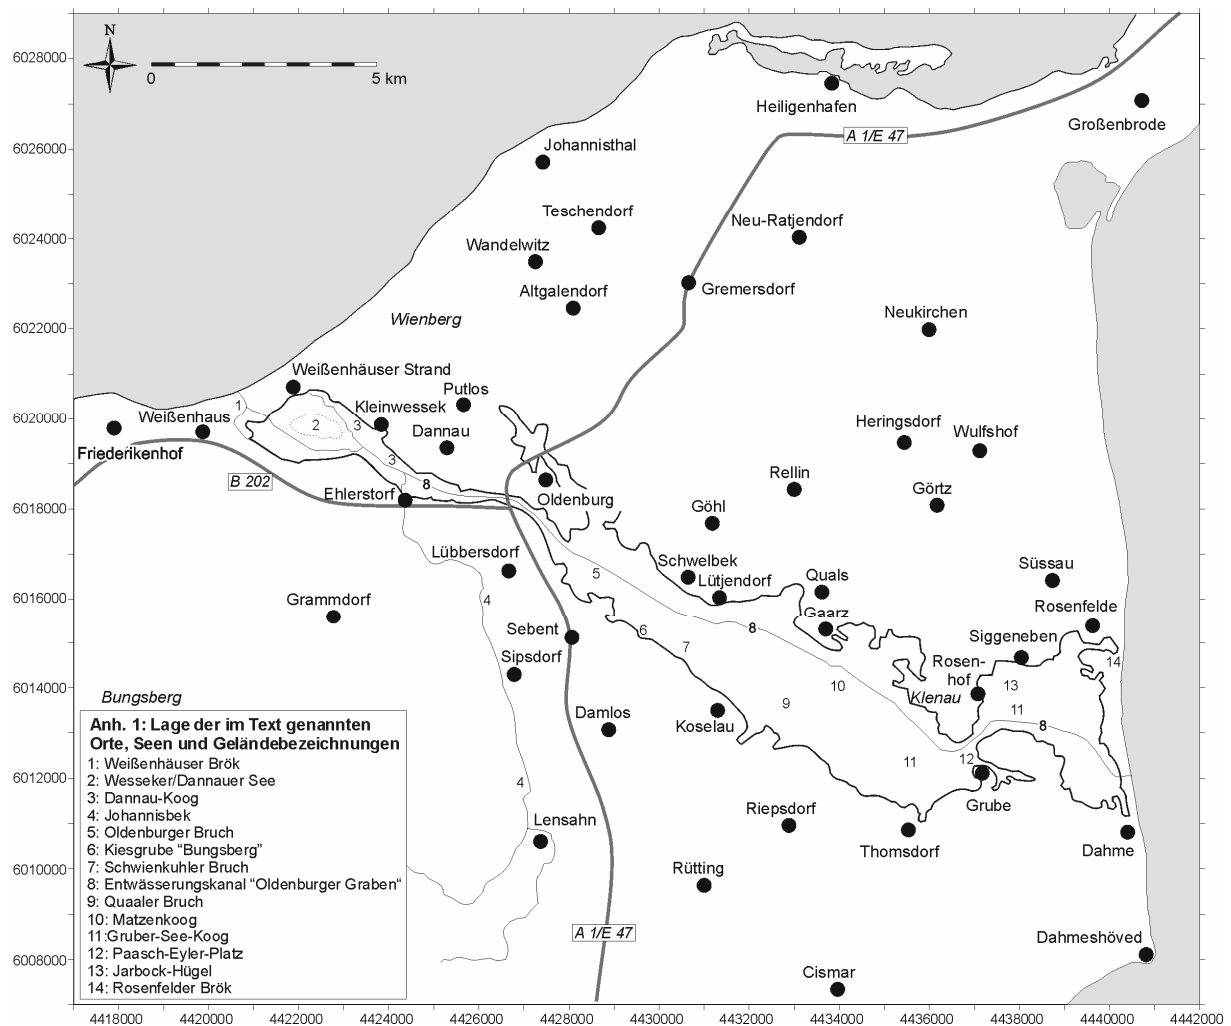 N
0
5 km
6028000
6026000
6024000
6022000
6020000
6018000
6016000
6014000
6012000
6010000
6008000
Heiligenhafen
Großenbrode
A 1/E 47
Johannisthal
Teschendorf
Neu-Ratjendorf
Wandelwitz
Altgalendorf
Gremersdorf
Wienberg
Neukirchen
Weißenhäuser Strand
Putlos
1
Kleinwessek
Weißenhaus
2
3
Dannau
Heringsdorf
Wulfshof
Friederikenhof
3
Rellin
B 202
8
Ehlerstorf
Oldenburg
Görtz
Göhl
Lübbersdorf
Schwelbek
5
Lütjendorf
Quals
Süssau
Grammdorf
4
Gaarz
Rosenfelde
Sebent
6
8
Siggeneben
7
Sipsdorf
Rosen-
hof
14
Bungsberg
10
Klenau
13
9
11
Damlos
Koselau
8
11
12
4
Grube
Lensahn
Riepsdorf
Thomsdorf
Dahme
Rütting
A 1/E 47
Dahmeshöved
Cismar
Anh. 1: Lage der im Text genannten
Orte, Seen und Geländebezeichnungen
1: Weißenhäuser Brök
2: Wesseker/Dannauer See
3: Dannau-Koog
4: Johannisbek
5: Oldenburger Bruch
6: Kiesgrube “Bungsberg”
7: Schwienkuhler Bruch
8: Entwässerungskanal “Oldenburger Graben“
9: Quaaler Bruch
10: Matzenkoog
11:Gruber-See-Koog
12: Paasch-Eyler-Platz
13: Jarbock-Hügel
14: Rosenfelder Brök
4418000 4420000 4422000 4424000 4426000 4428000 4430000 4432000 4434000 4436000 4438000 4440000 4442000